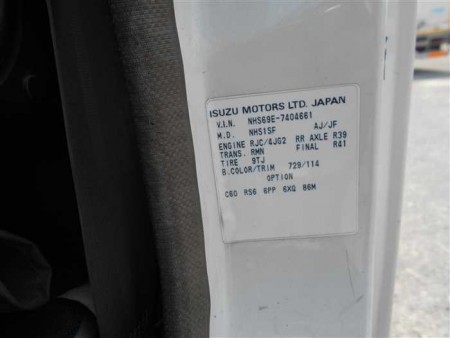 ISUZU MOTORS LTD. JAPAN
V.I.N. NHS69E-7404661
M.D. NHS1SF AJ/JF
ENGINE RJC/4JG2 RR AXLE R39
TRANS. RMN FINAL R41
TIRE 9TJ
B.COLOR/TRIM 729/114
OPTION
C60 RS6 6PP 6XQ 86M